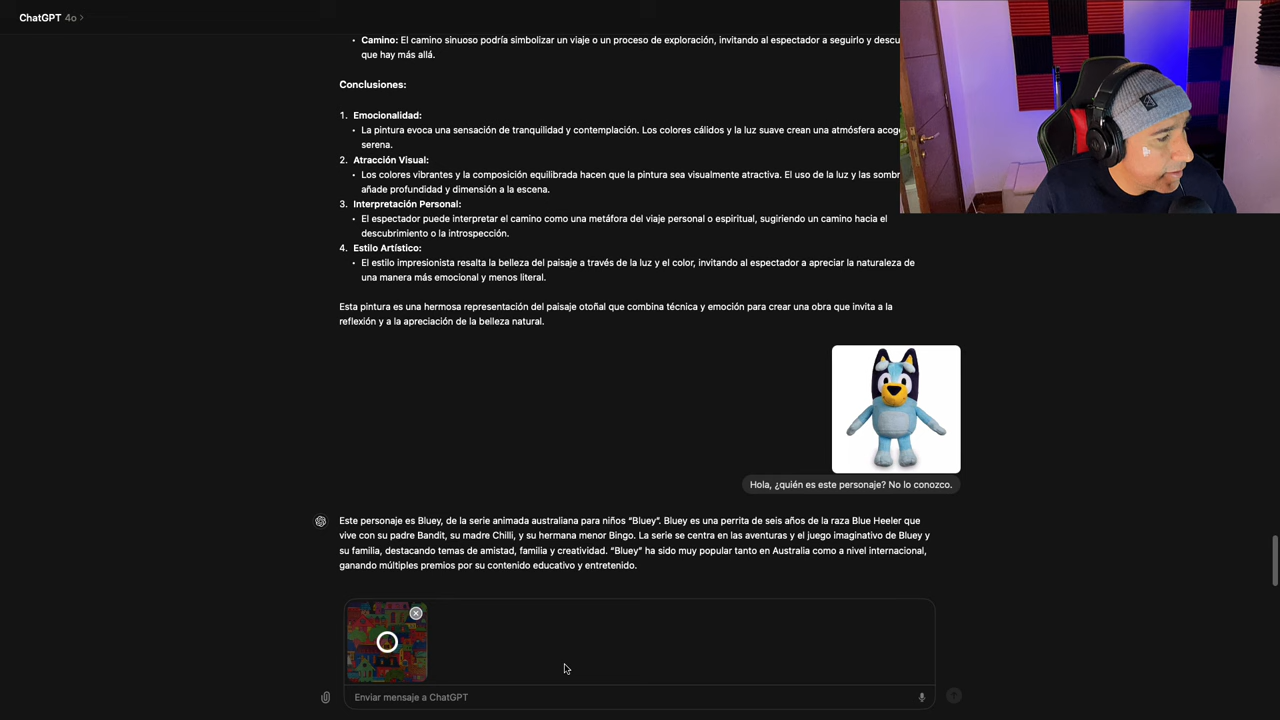 ChatGPT 4o >
• Camino: El camino sinuoso podría simbolizar un viaje o un proceso de exploración, invitando al espectador a seguirlo y
que hay más allá.
Conclusiones:
1. Emocionalidad:
• La pintura evoca una sensación de tranquilidad y contemplación. Los colores cálidos y la luz suave crean una atmósfera
serena.
2. Atracción Visual:
• Los colores vibrantes y la composición equilibrada hacen que la pintura sea visualmente atractiva. El uso de la luz y las
añade profundidad y dimensión a la escena.
3. Interpretación Personal:
• El espectador puede interpretar el camino como una metáfora del viaje personal o espiritual, sugiriendo un camino hacia el
descubrimiento o la introspección.
4. Estilo Artístico:
• El estilo impresionista resalta la belleza del paisaje a través de la luz y el color, invitando al espectador a apreciar la naturaleza de
una manera más emocional y menos literal.
Esta pintura es una hermosa representación del paisaje otoñal que combina técnica y emoción para crear una obra que invita a la
reflexión y a la apreciación de la belleza natural.
Hola, ¿quién es este personaje? No lo conozco.
Este personaje es Bluey, de la serie animada australiana para niños “Bluey”. Bluey es una perrita de seis años de la raza Blue Heeler que
vive con su padre Bandit, su madre Chilli, y su hermana menor Bingo. La serie se centra en las aventuras y el juego imaginativo de Bluey y
su familia, destacando temas de amistad, familia y creatividad. “Bluey” ha sido muy popular tanto en Australia como a nivel internacional,
ganando múltiples premios por su contenido educativo y entretenido.
Enviar mensaje a ChatGPT